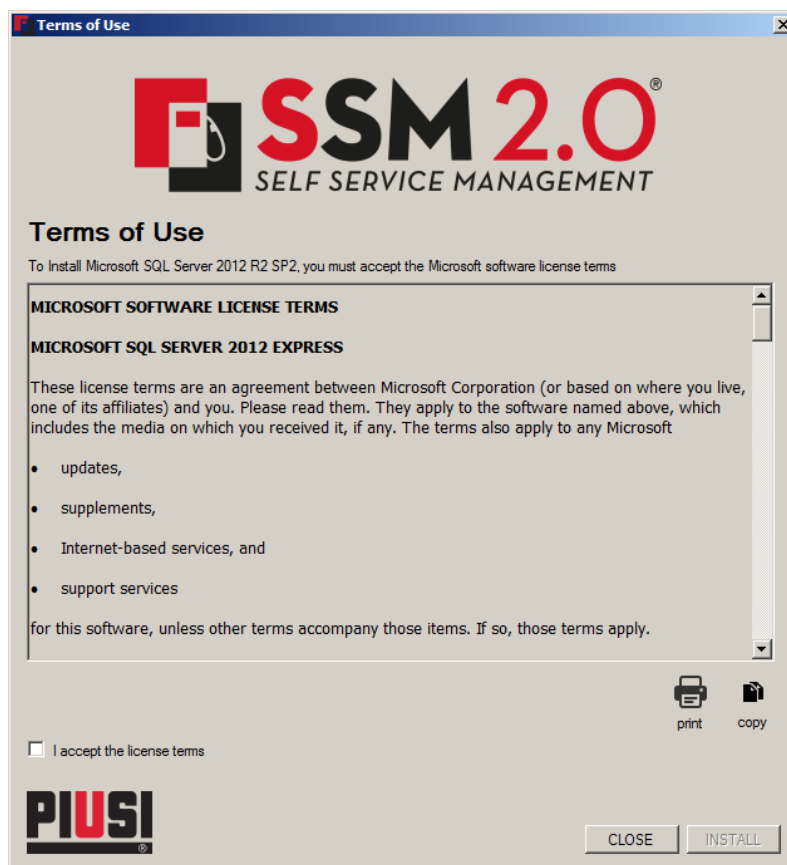 Terms of Use
SSM 2.0®
SELF SERVICE MANAGEMENT
Terms of Use
To Install Microsoft SQL Server 2012 R2 SP2, you must accept the Microsoft software license terms
MICROSOFT SOFTWARE LICENSE TERMS
MICROSOFT SQL SERVER 2012 EXPRESS
These license terms are an agreement between Microsoft Corporation (or based on where you live,
one of its affiliates) and you. Please read them. They apply to the software named above, which
includes the media on which you received it, if any. The terms also apply to any Microsoft
• updates,
• supplements,
• Internet-based services, and
• support services
for this software, unless other terms accompany those items. If so, those terms apply.
print copy
I accept the license terms
PIUSI®
CLOSE INSTALL